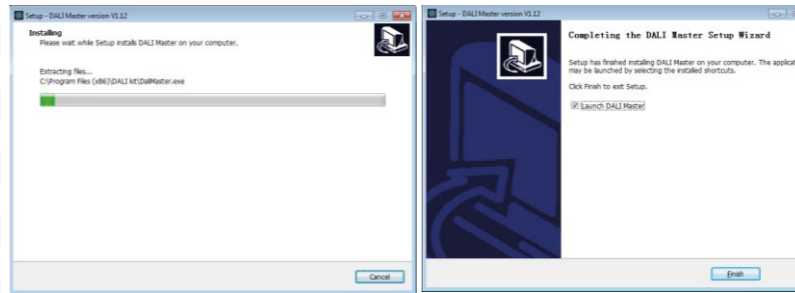 Setup - DALI Master version V1.12
Installing
Please wait while Setup installs DALI Master on your computer.
Extracting files...
C:\Program Files (x86)\DALI kt\DaliMaster.exe
Cancel
Setup - DALI Master version V1.12
Completing the DALI Master Setup Wizard
Setup has finished installing DALI Master on your computer. The applicat
may be launched by selecting the installed shortcuts.
Click Finish to exit Setup.
Launch DALI Master
Finish